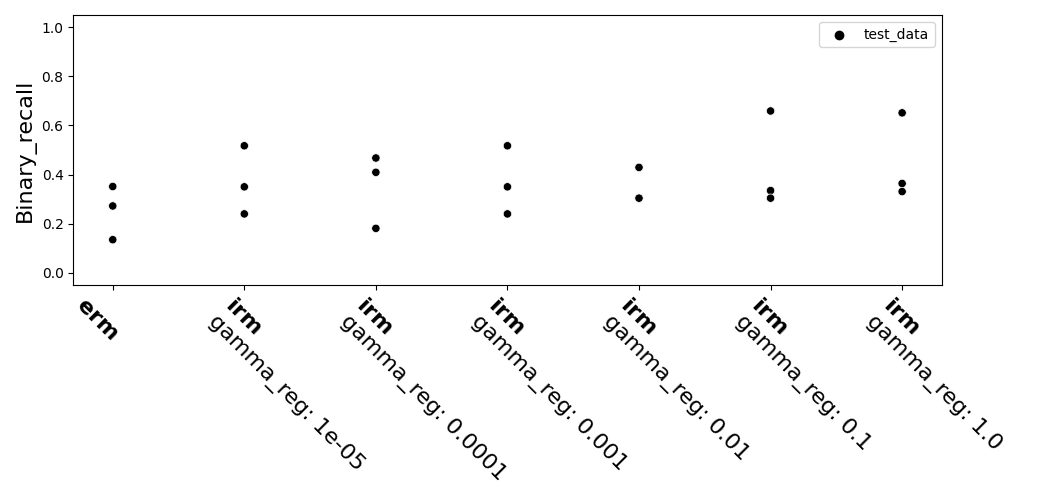 test_data
Binary_recall
1.0
0.8
0.6
0.4
0.2
0.0
erm
irm
gamma_reg: 1e-05
irm
gamma_reg: 0.0001
irm
gamma_reg: 0.001
irm
gamma_reg: 0.01
irm
gamma_reg: 0.1
irm
gamma_reg: 1.0